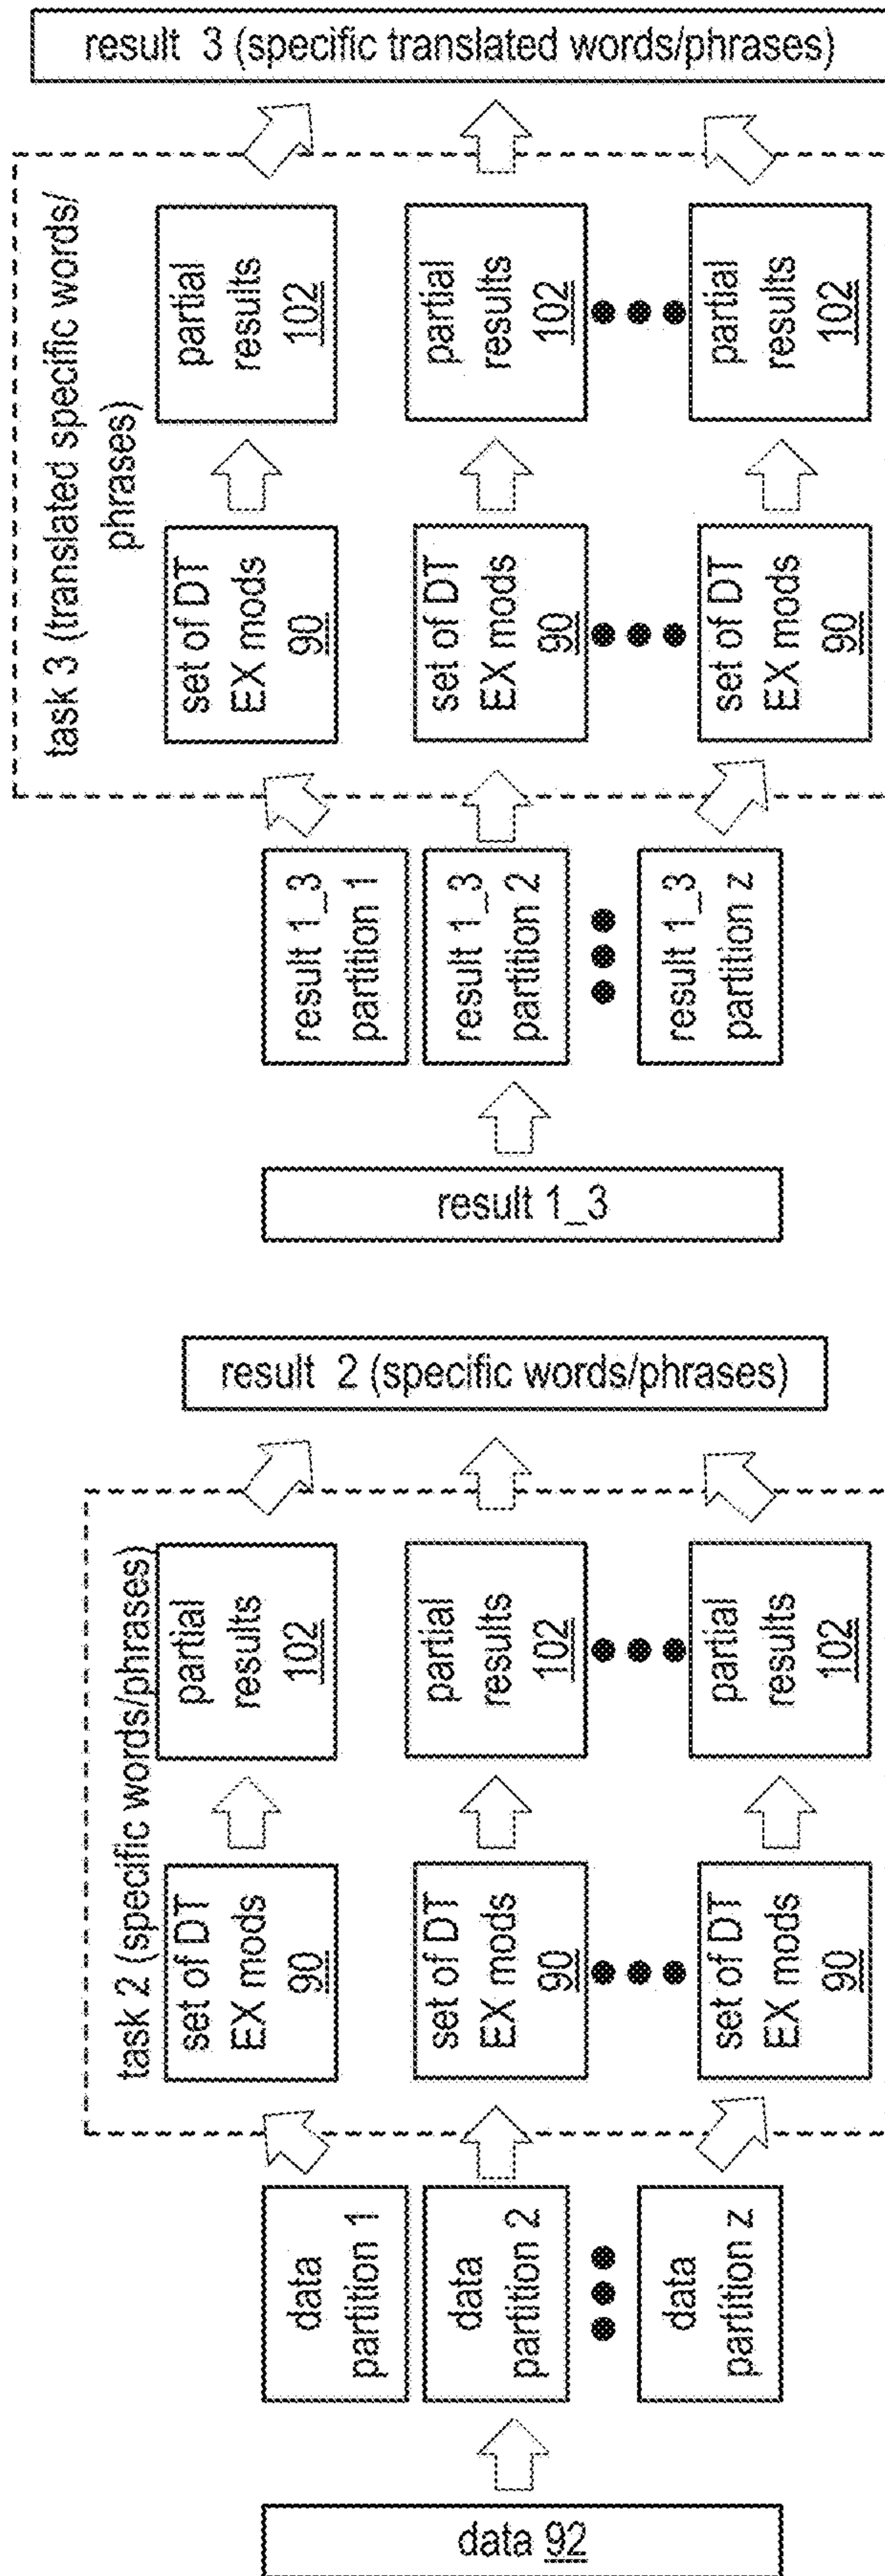 data 92
data
partition 1
data
partition 2
data
partition z
task 2 (specific words/phrases)
set of DT
EX mods
90
set of DT
EX mods
90
set of DT
EX mods
90
partial
results
102
partial
results
102
partial
results
102
result 2 (specific words/phrases)
result 1_3
result 1_3
partition 1
result 1_3
partition 2
result 1_3
partition z
task 3 (translated specific words/
phrases)
set of DT
EX mods
90
set of DT
EX mods
90
set of DT
EX mods
90
partial
results
102
partial
results
102
partial
results
102
result 3 (specific translated words/phrases)